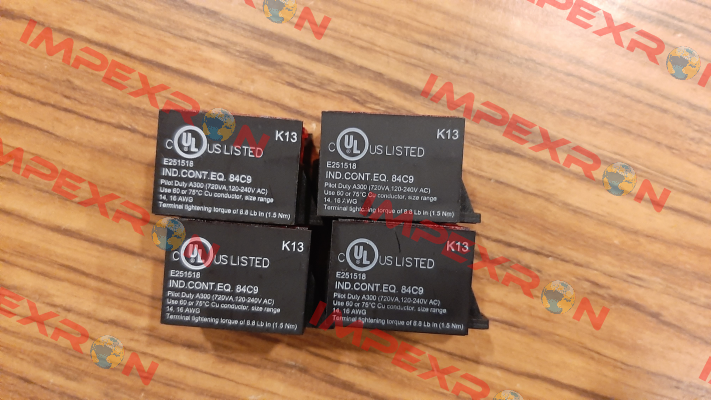 IMPEXRON
IMPEXRON
K13
C UL US LISTED
E251518
IND.CONT.EQ. 84C9
Pilot Duty A300 (720VA,120-240V AC)
Use 60 or 75°C Cu conductor, size range
14, 16 AWG
Terminal tightening torque of 8.8 Lb in (1.5 Nm)
K13
C UL US LISTED
E251518
IND.CONT.EQ. 84C9
Pilot Duty A300 (720VA,120-240V AC)
Use 60 or 75°C Cu conductor, size range
14, 16 AWG
Terminal tightening torque of 8.8 Lb in (1.5 Nm)
IMPEXRON
IMPEXRON
K13
C UL US LISTED
E251518
IND.CONT.EQ. 84C9
Pilot Duty A300 (720VA,120-240V AC)
Use 60 or 75°C Cu conductor, size range
14, 16 AWG
Terminal tightening torque of 8.8 Lb in (1.5 Nm)
K13
C UL US LISTED
E251518
IND.CONT.EQ. 84C9
Pilot Duty A300 (720VA,120-240V AC)
Use 60 or 75°C Cu conductor, size range
14, 16 AWG
Terminal tightening torque of 8.8 Lb in (1.5 Nm)
IMPEXRON